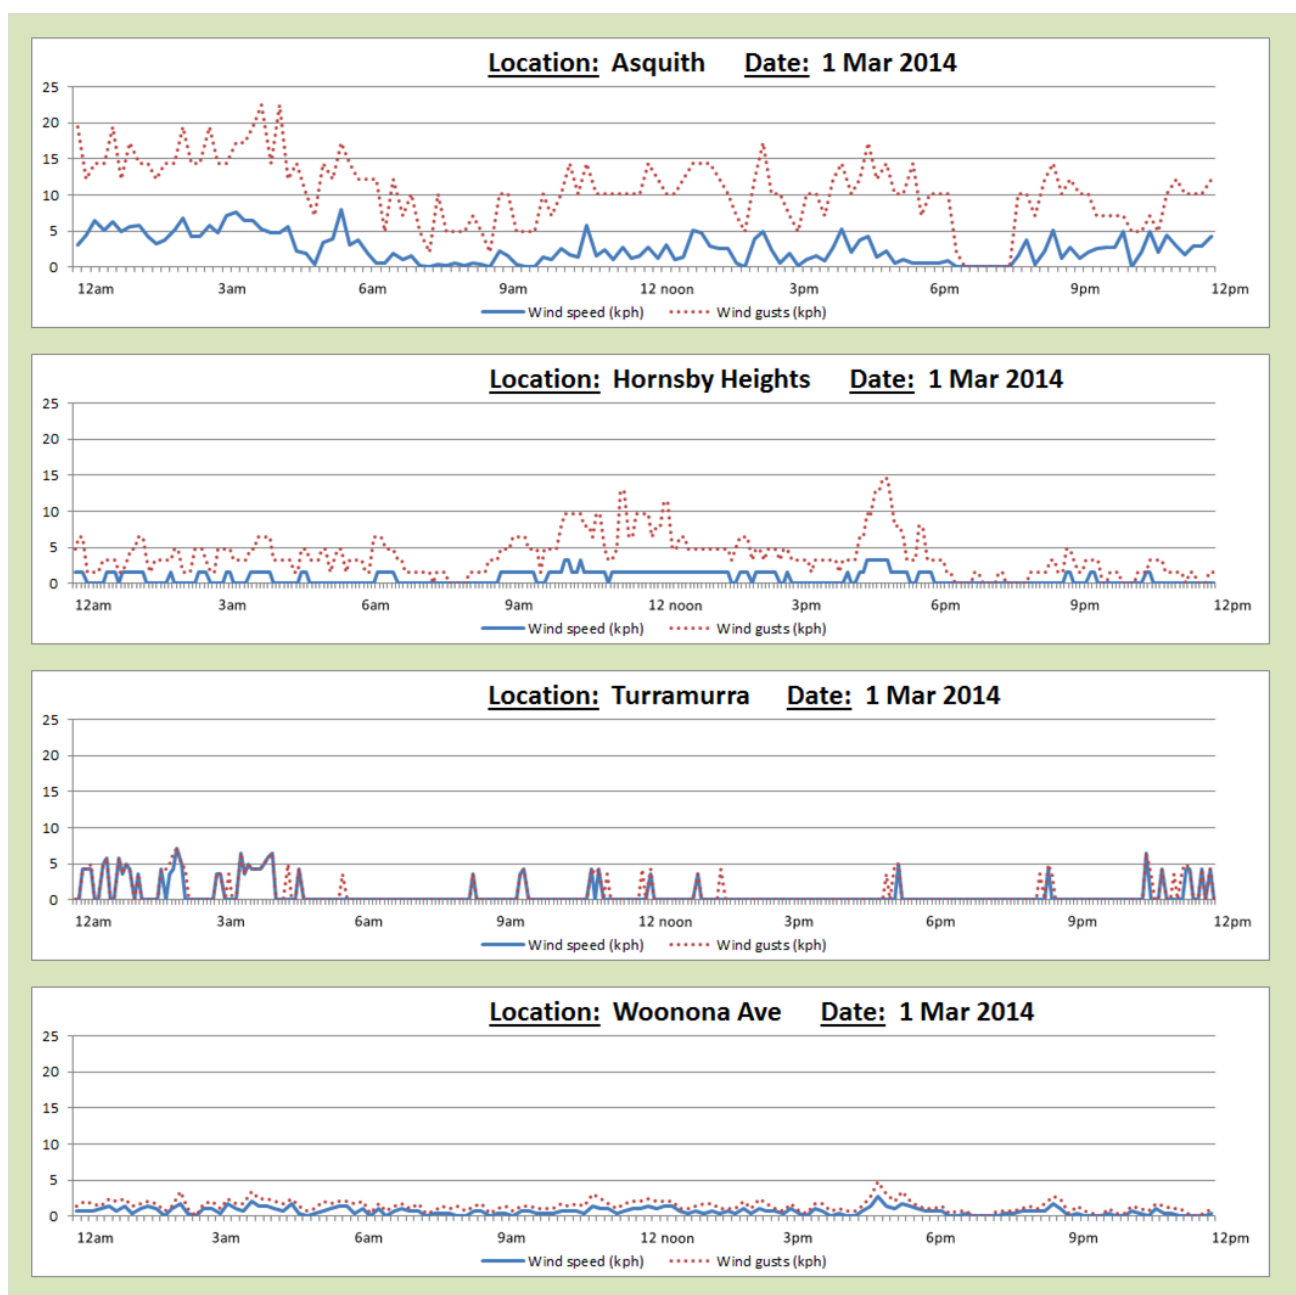 Location: Asquith Date: 1 Mar 2014
25
20
15
10
5
0
12am 3am 6am 9am 12 noon 3pm 6pm 9pm 12pm
Wind speed (kph) Wind gusts (kph)
Location: Hornsby Heights Date: 1 Mar 2014
25
20
15
10
5
0
12am 3am 6am 9am 12 noon 3pm 6pm 9pm 12pm
Wind speed (kph) Wind gusts (kph)
Location: Turramurra Date: 1 Mar 2014
25
20
15
10
5
0
12am 3am 6am 9am 12 noon 3pm 6pm 9pm 12pm
Wind speed (kph) Wind gusts (kph)
Location: Woonona Ave Date: 1 Mar 2014
25
20
15
10
5
0
12am 3am 6am 9am 12 noon 3pm 6pm 9pm 12pm
Wind speed (kph) Wind gusts (kph)